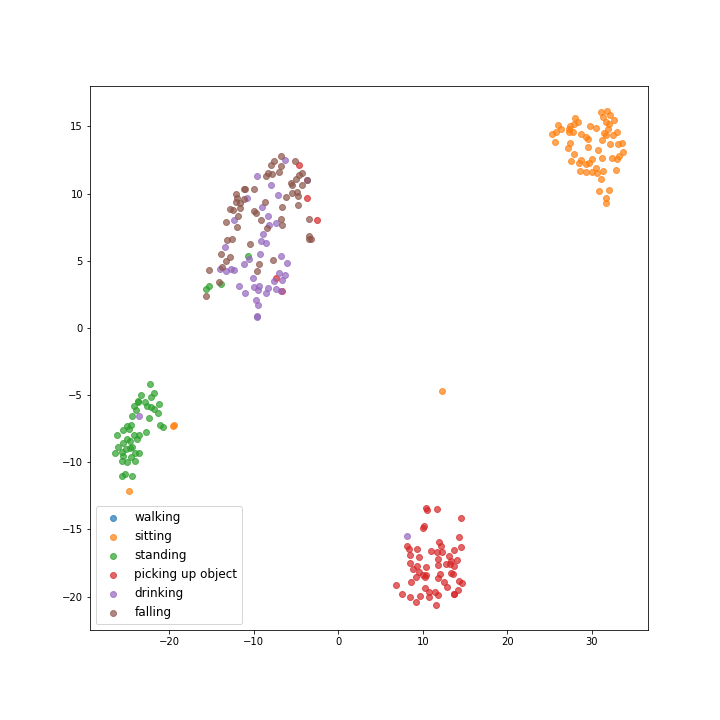 15
10
5
0
−5
−10
−15
−20
walking
sitting
standing
picking up object
drinking
falling
−20 −10 0 10 20 30